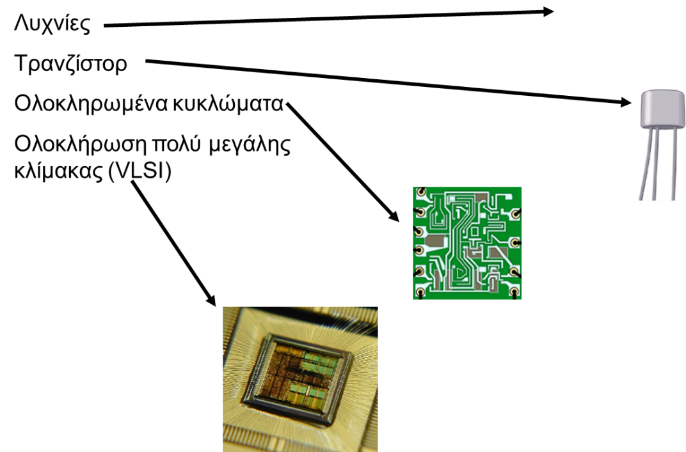 Λυχνίες
Τρανζίστορ
Ολοκληρωμένα κυκλώματα
Ολοκλήρωση πολύ μεγάλης
κλίμακας (VLSI)